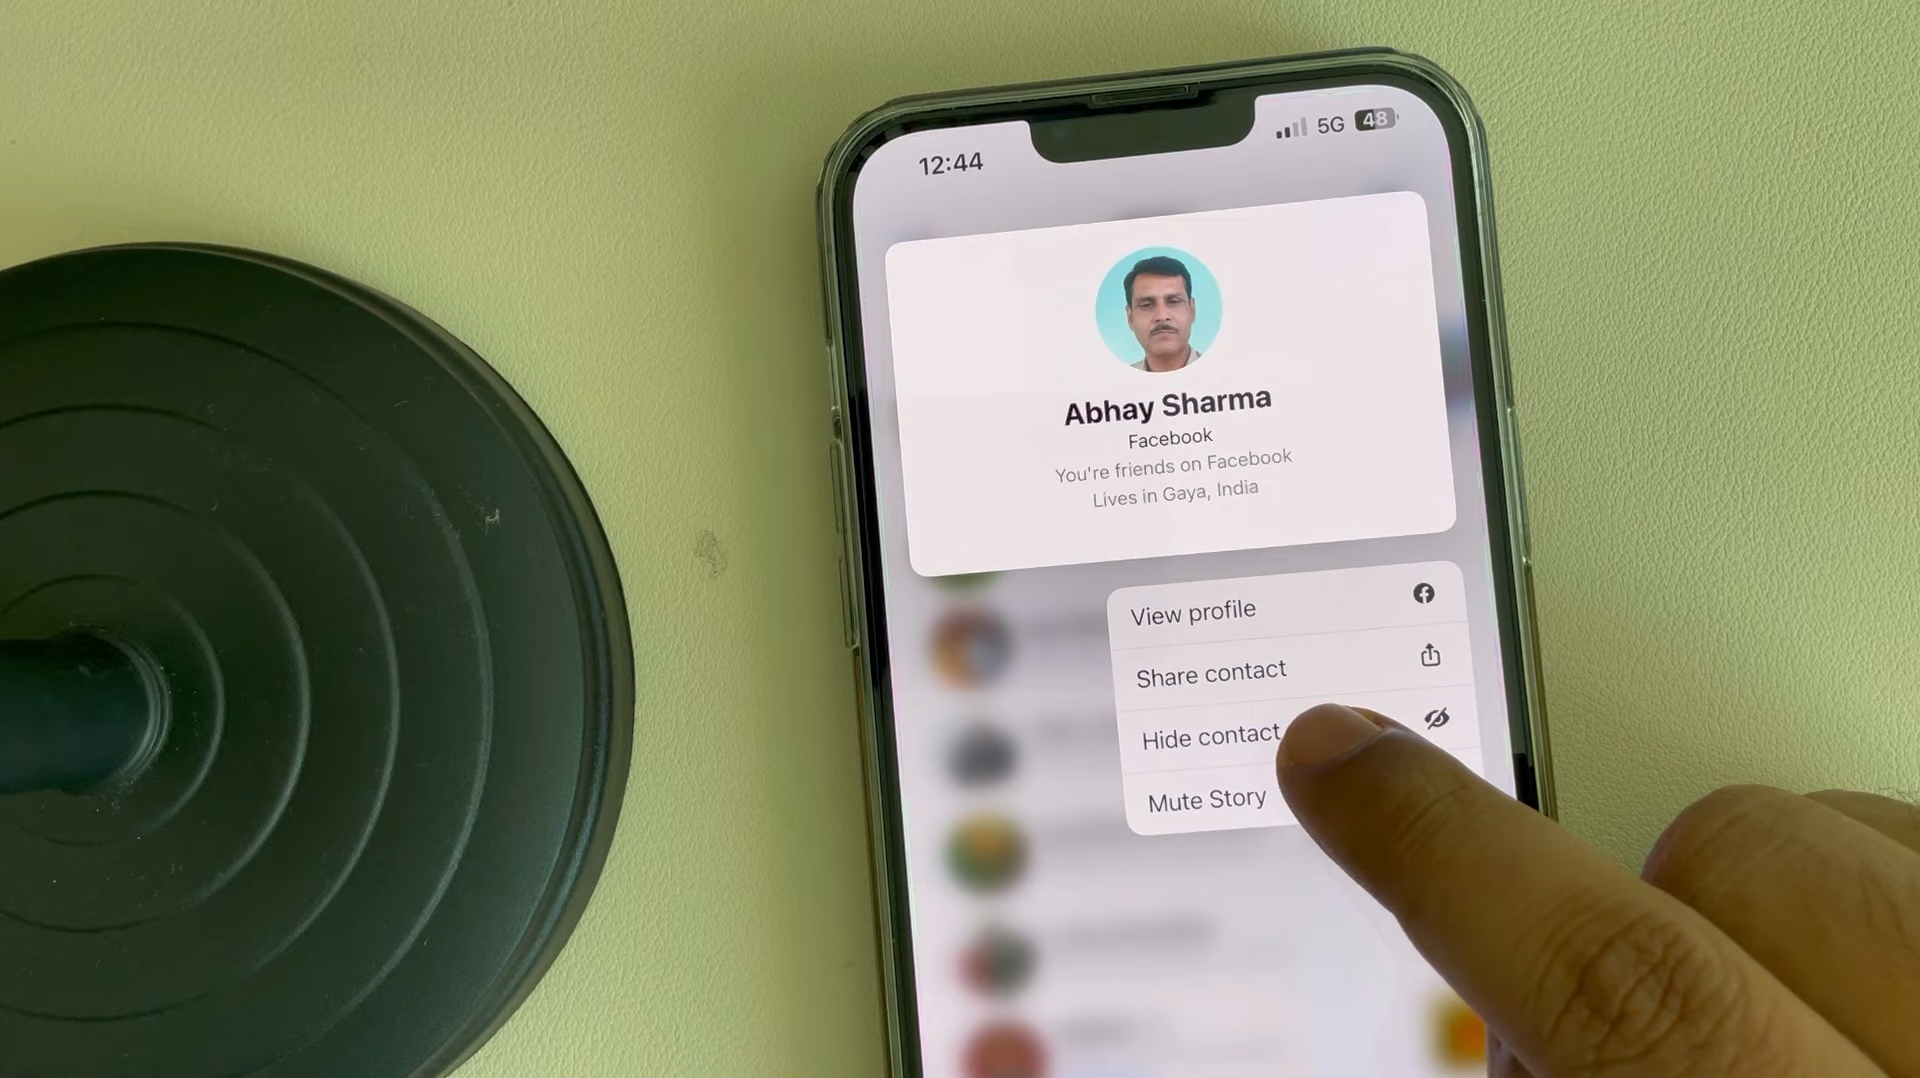 12:44
5G 48
Abhay Sharma
Facebook
You're friends on Facebook
Lives in Gaya, India
View profile
Share contact
Hide contact
Mute Story